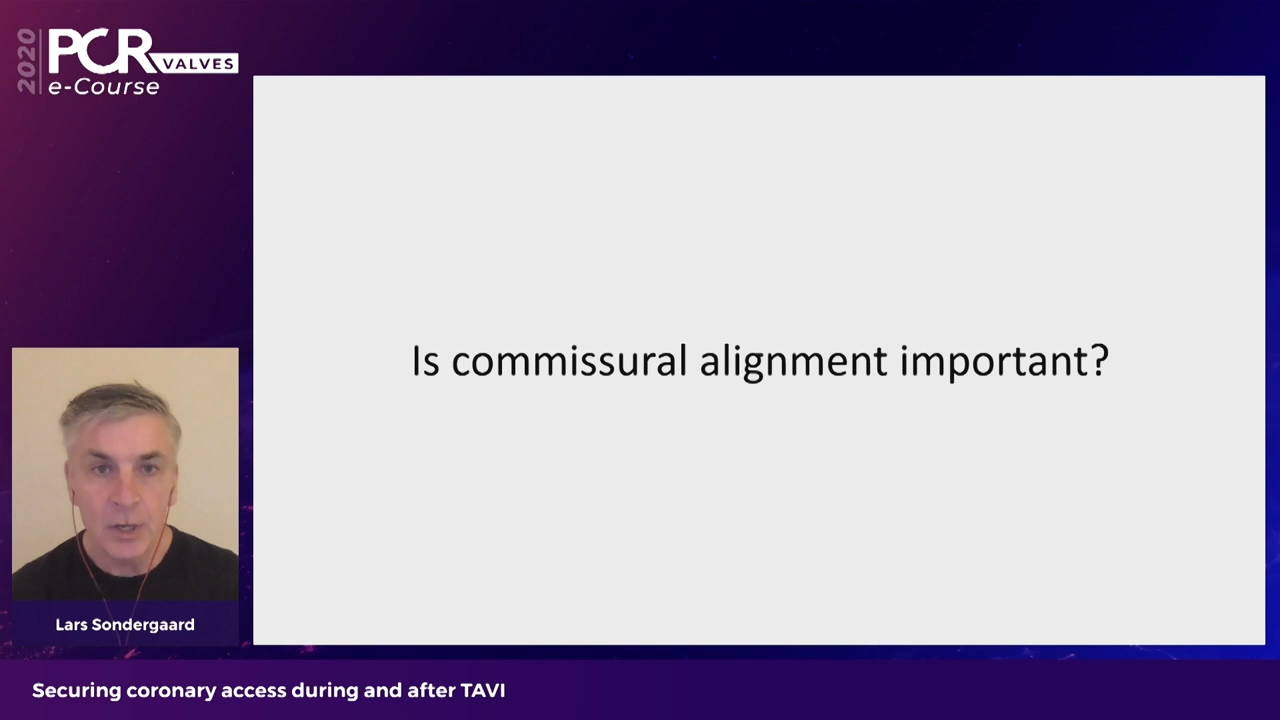 2020
PCR
VALVES
e-Course
Is commissural alignment important?
Lars Sondergaard
Securing coronary access during and after TAVI